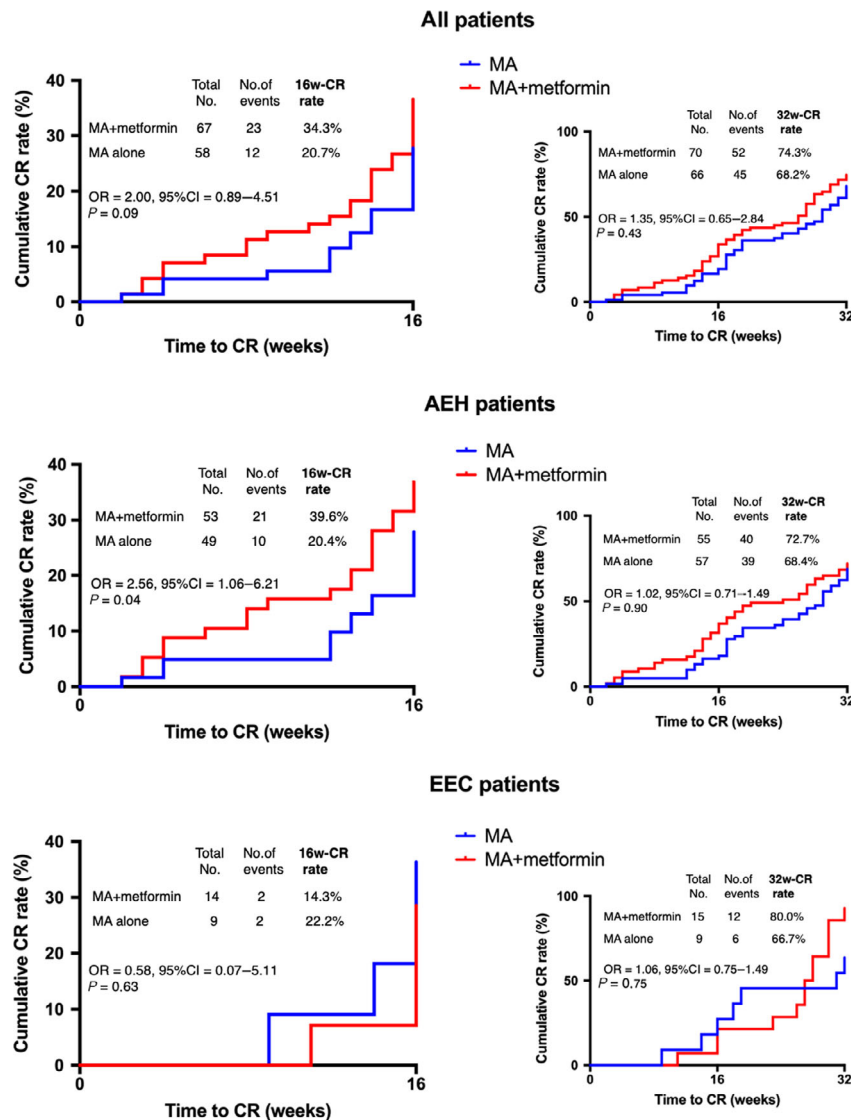 All patients
MA
MA+metformin
Cumulative CR rate (%)
40
30
20
10
0
Total No.of 16w-CR
No. events rate
MA+metformin 67 23 34.3%
MA alone 58 12 20.7%
OR = 2.00, 95%CI = 0.89–4.51
P = 0.09
0 16
Time to CR (weeks)
Cumulative CR rate (%)
100
50
0
Total No.of 32w-CR
No. events rate
MA+metformin 70 52 74.3%
MA alone 66 45 68.2%
OR = 1.35, 95%CI = 0.65–2.84
P = 0.43
0 16 32
Time to CR (weeks)
AEH patients
MA
MA+metformin
Cumulative CR rate (%)
40
30
20
10
0
Total No.of 16w-CR
No. events rate
MA+metformin 53 21 39.6%
MA alone 49 10 20.4%
OR = 2.56, 95%CI = 1.06–6.21
P = 0.04
0 16
Time to CR (weeks)
Cumulative CR rate (%)
100
50
0
Total No.of 32w-CR
No. events rate
MA+metformin 55 40 72.7%
MA alone 57 39 68.4%
OR = 1.02, 95%CI = 0.71–1.49
P = 0.90
0 16 32
Time to CR (weeks)
EEC patients
MA
MA+metformin
Cumulative CR rate (%)
40
30
20
10
0
Total No.of 16w-CR
No. events rate
MA+metformin 14 2 14.3%
MA alone 9 2 22.2%
OR = 0.58, 95%CI = 0.07–5.11
P = 0.63
0 16
Time to CR (weeks)
Cumulative CR rate (%)
100
50
0
Total No.of 32w-CR
No. events rate
MA+metformin 15 12 80.0%
MA alone 9 6 66.7%
OR = 1.06, 95%CI = 0.75–1.49
P = 0.75
0 16 32
Time to CR (weeks)